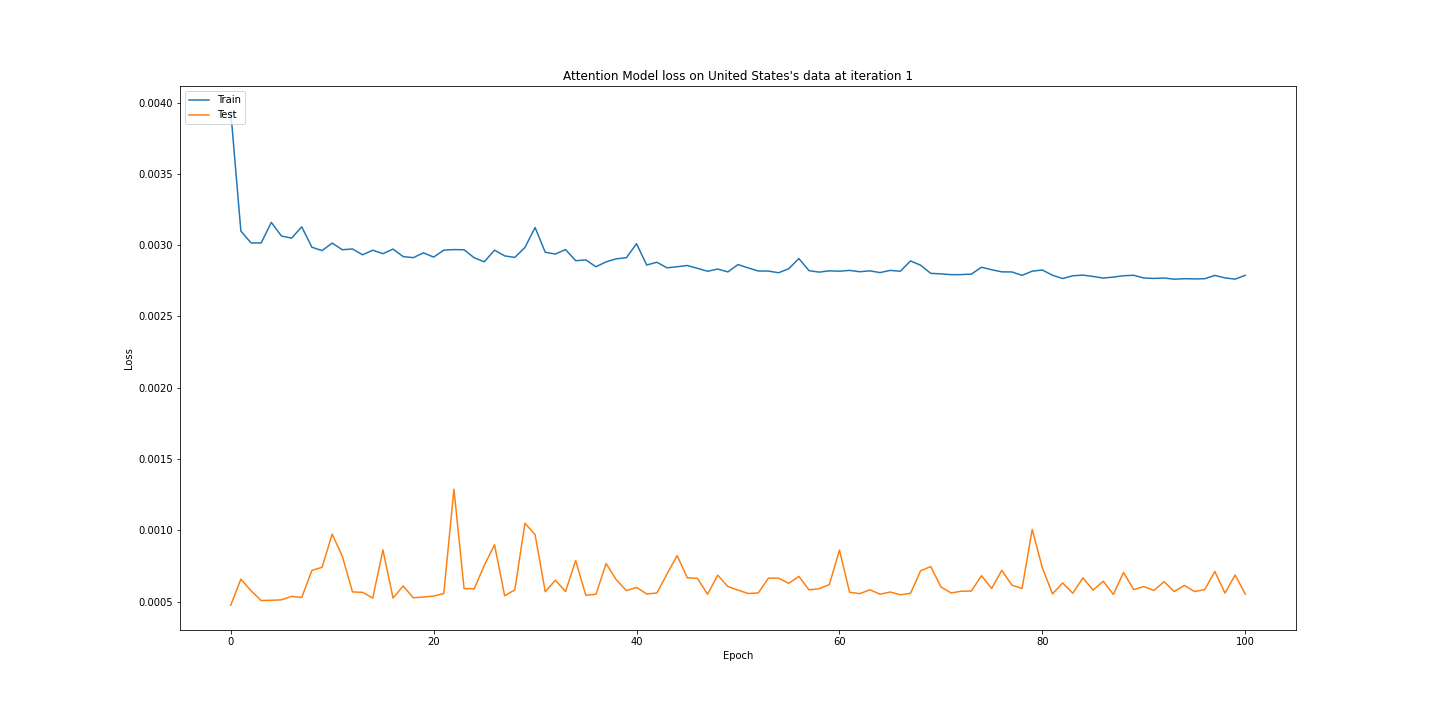 Attention Model loss on United States's data at iteration 1
Train
Test
0.0040
0.0035
0.0030
0.0025
0.0020
0.0015
0.0010
0.0005
Loss
0 20 40 60 80 100
Epoch